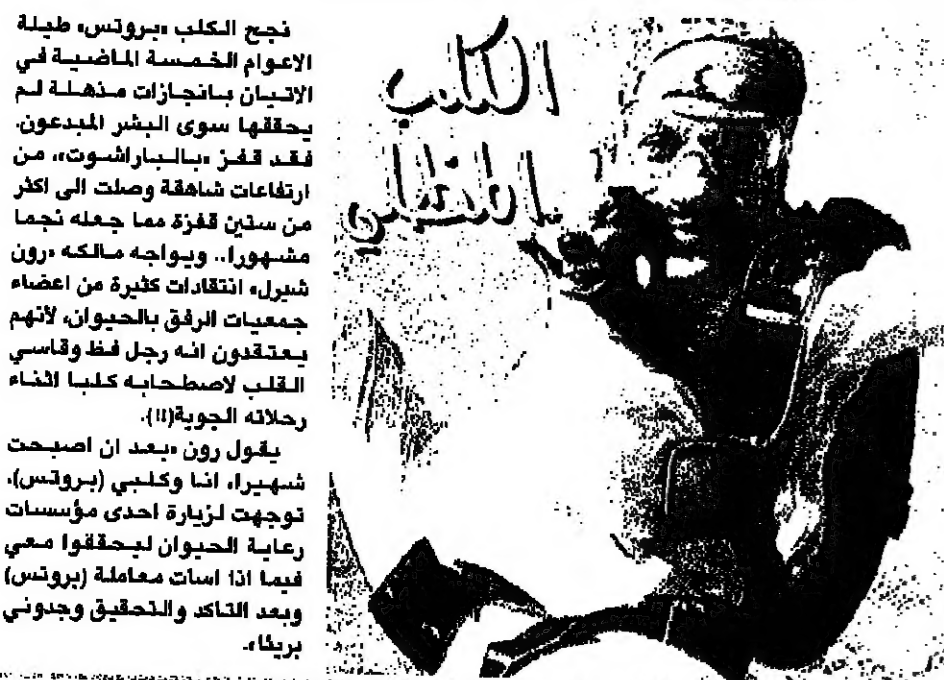 الكلب
المظلي
نجح الكلب «بروتس» طيلة
الاعوام الخمسة الماضية في
الاتيان بانجازات مذهلة لم
يحققها سوى البشر المبدعون.
فقد قفز «بالباراشوت»، من
ارتفاعات شاهقة وصلت الى اكثر
من ستين قفزة مما جعله نجما
مشهورا.. ويواجه مالكه «رون
شيرل» انتقادات كثيرة من اعضاء
جمعيات الرفق بالحيوان، لأنهم
يعتقدون انه رجل فظ وقاسي
القلب لاصطحابه كلبا اثناء
رحلاته الجوية(!!).
يقول رون «بعد ان اصبحت
شهيرا، انا وكلبي (بروتس)،
توجهت لزيارة احدى مؤسسات
رعاية الحيوان ليحققوا معي
فيما اذا اسات معاملة (بروتس)
وبعد التاكد والتحقيق وجدوني
بريئا».